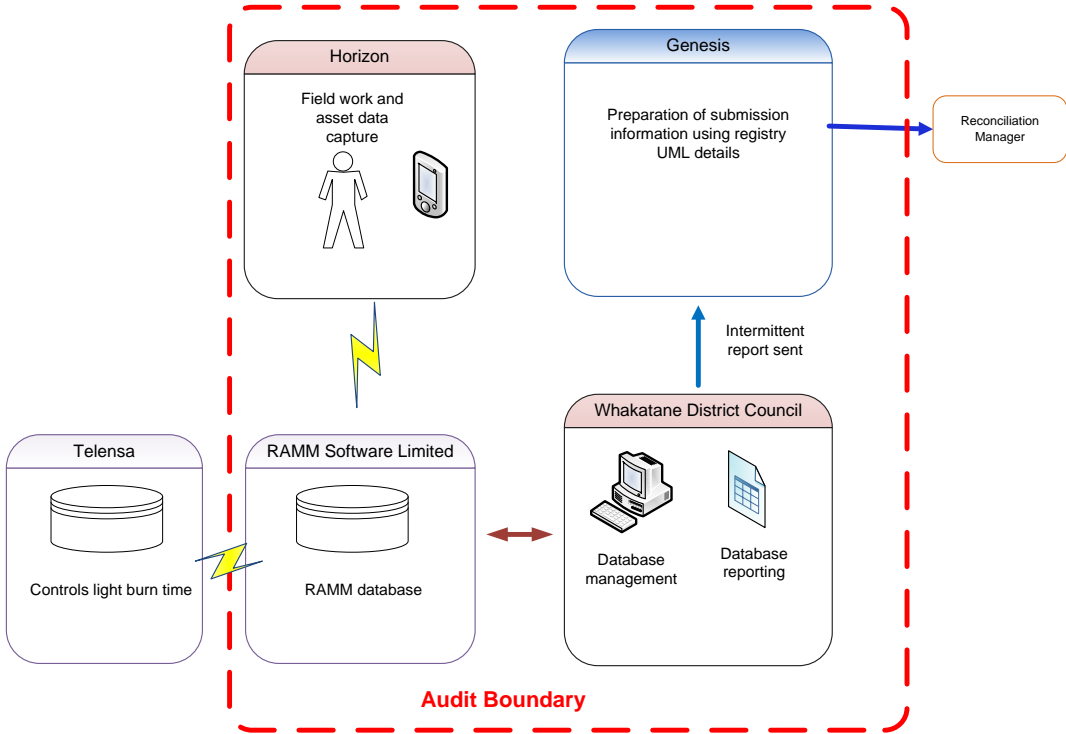 Horizon
Field work and
asset data
capture
Genesis
Preparation of submission
information using registry
UML details
Reconciliation
Manager
Intermittent
report sent
Telensa
Controls light burn time
RAMM Software Limited
RAMM database
Whakatane District Council
Database
management
Database
reporting
Audit Boundary